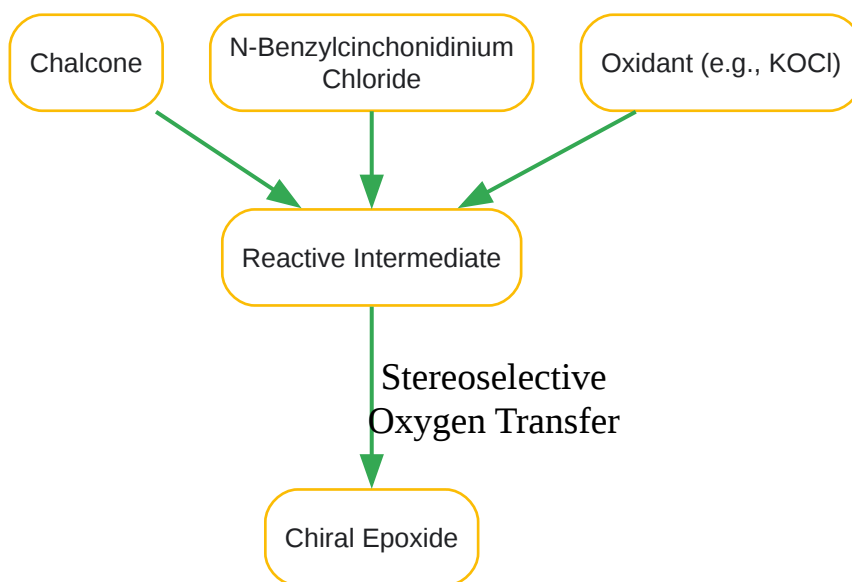 Chalcone
N-Benzylcinchonidinium
Chloride
Oxidant (e.g., KOCl)
Reactive Intermediate
Stereoselective
Oxygen Transfer
Chiral Epoxide